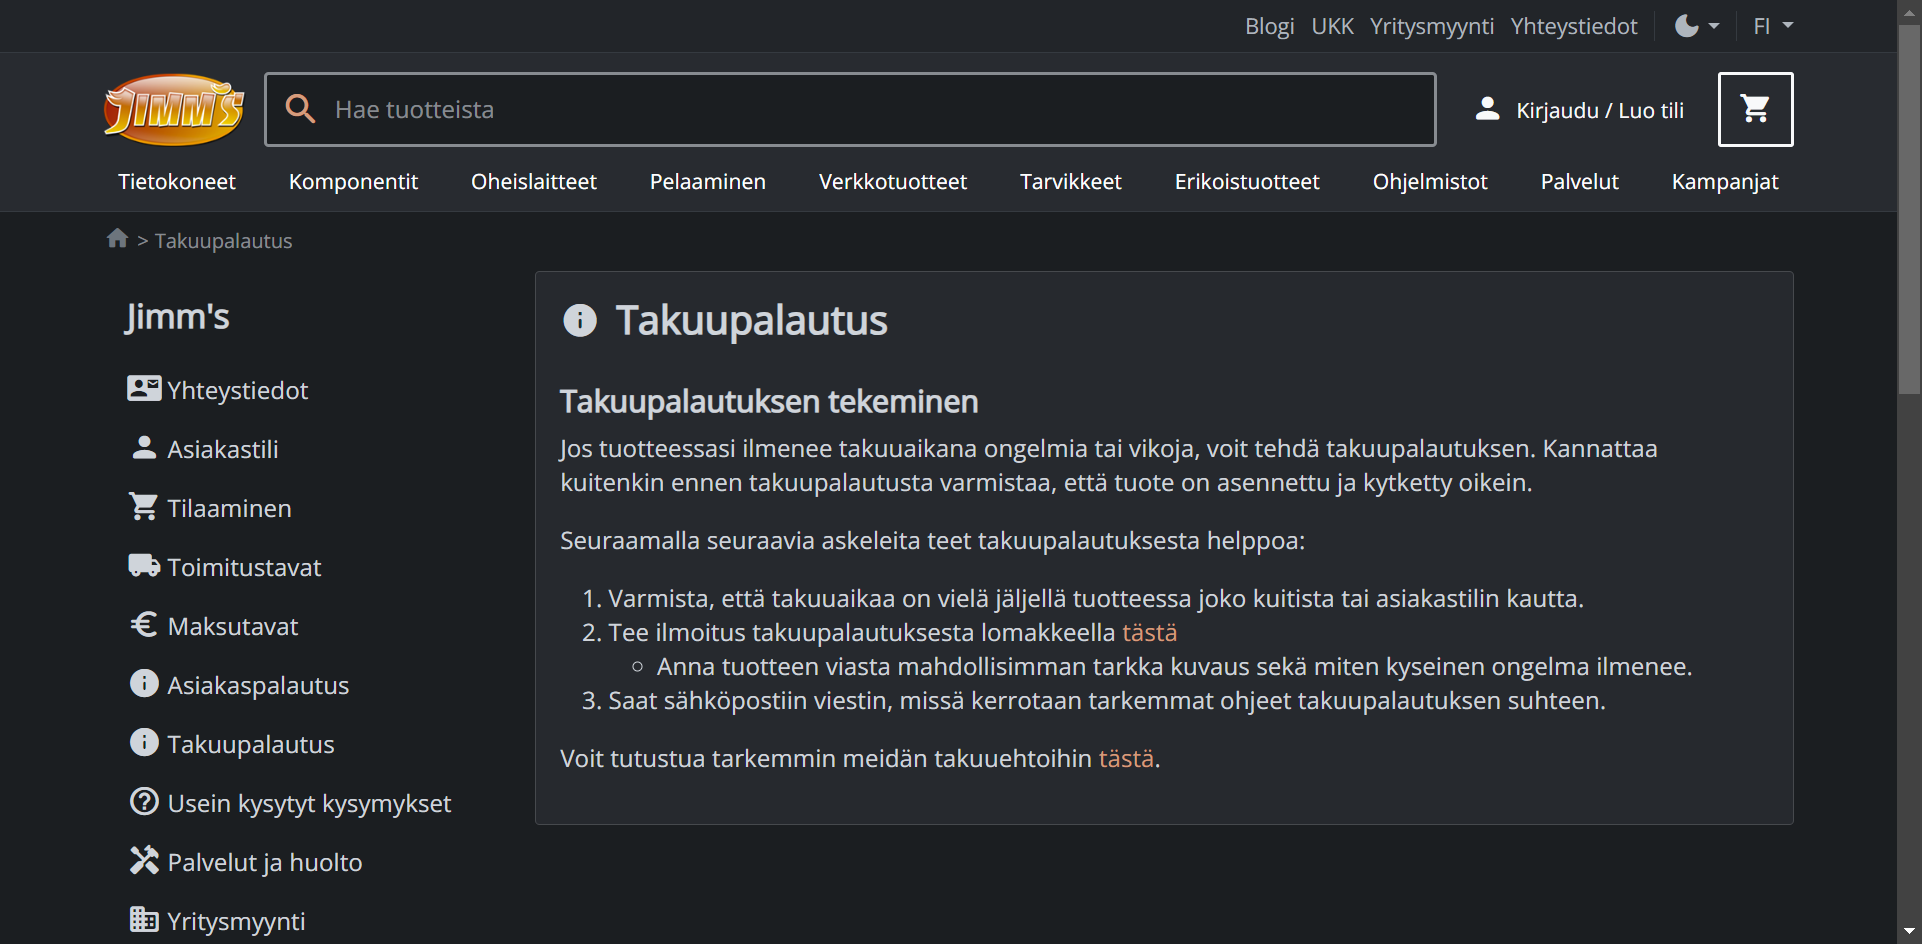 Blogi UKK Yritysmyynti Yhteystiedot FI
JIMM'S
Hae tuotteista
Kirjaudu / Luo tili
Tietokoneet Komponentit Oheislaitteet Pelaaminen Verkkotuotteet Tarvikkeet Erikoistuotteet Ohjelmistot Palvelut Kampanjat
> Takuupalautus
Jimm's
Yhteystiedot
Asiakastili
Tilaaminen
Toimitustavat
Maksutavat
Asiakaspalautus
Takuupalautus
Usein kysytyt kysymykset
Palvelut ja huolto
Yritysmyynti
Takuupalautus
Takuupalautuksen tekeminen
Jos tuotteessasi ilmenee takuuaikana ongelmia tai vikoja, voit tehdä takuupalautuksen. Kannattaa
kuitenkin ennen takuupalautusta varmistaa, että tuote on asennettu ja kytketty oikein.
Seuraamalla seuraavia askeleita teet takuupalautuksesta helppoa:
1. Varmista, että takuuaikaa on vielä jäljellä tuotteessa joko kuitista tai asiakastilin kautta.
2. Tee ilmoitus takuupalautuksesta lomakkeella tästä
◦ Anna tuotteen viasta mahdollisimman tarkka kuvaus sekä miten kyseinen ongelma ilmenee.
3. Saat sähköpostiin viestin, missä kerrotaan tarkemmat ohjeet takuupalautuksen suhteen.
Voit tutustua tarkemmin meidän takuuehtoihin tästä.